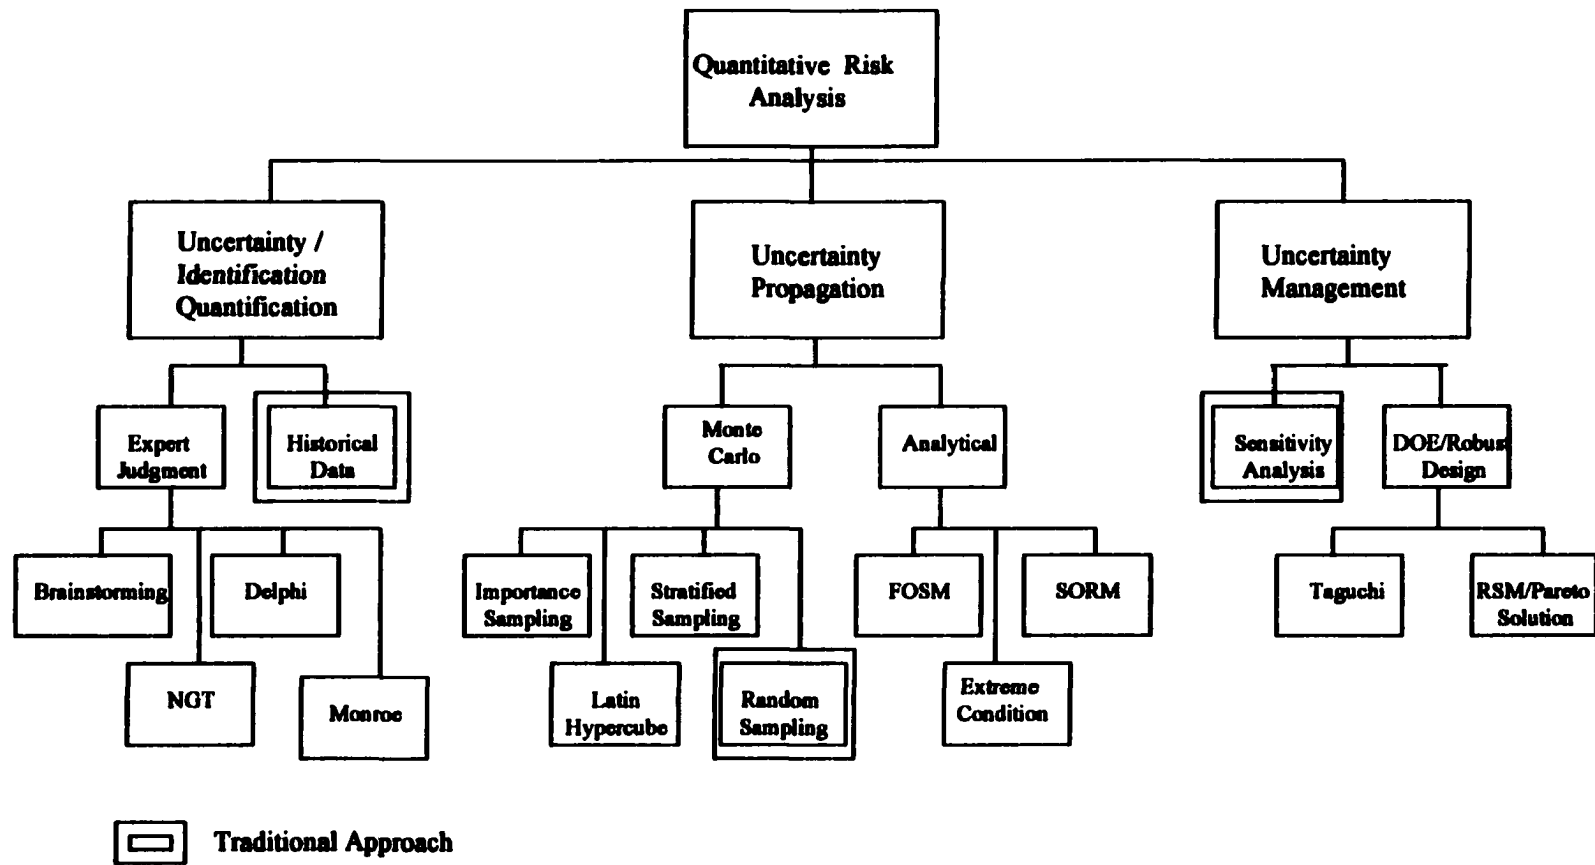 Quantitative Risk
Analysis
Uncertainty /
Identification
Quantification
Uncertainty
Propagation
Uncertainty
Management
Expert
Judgment
Historical
Data
Monte
Carlo
Analytical
Sensitivity
Analysis
DOE/Robust
Design
Brainstorming
Delphi
Importance
Sampling
Stratified
Sampling
FOSM
SORM
Taguchi
RSM/Pareto
Solution
NGT
Monroe
Latin
Hypercube
Random
Sampling
Extreme
Condition
Traditional Approach